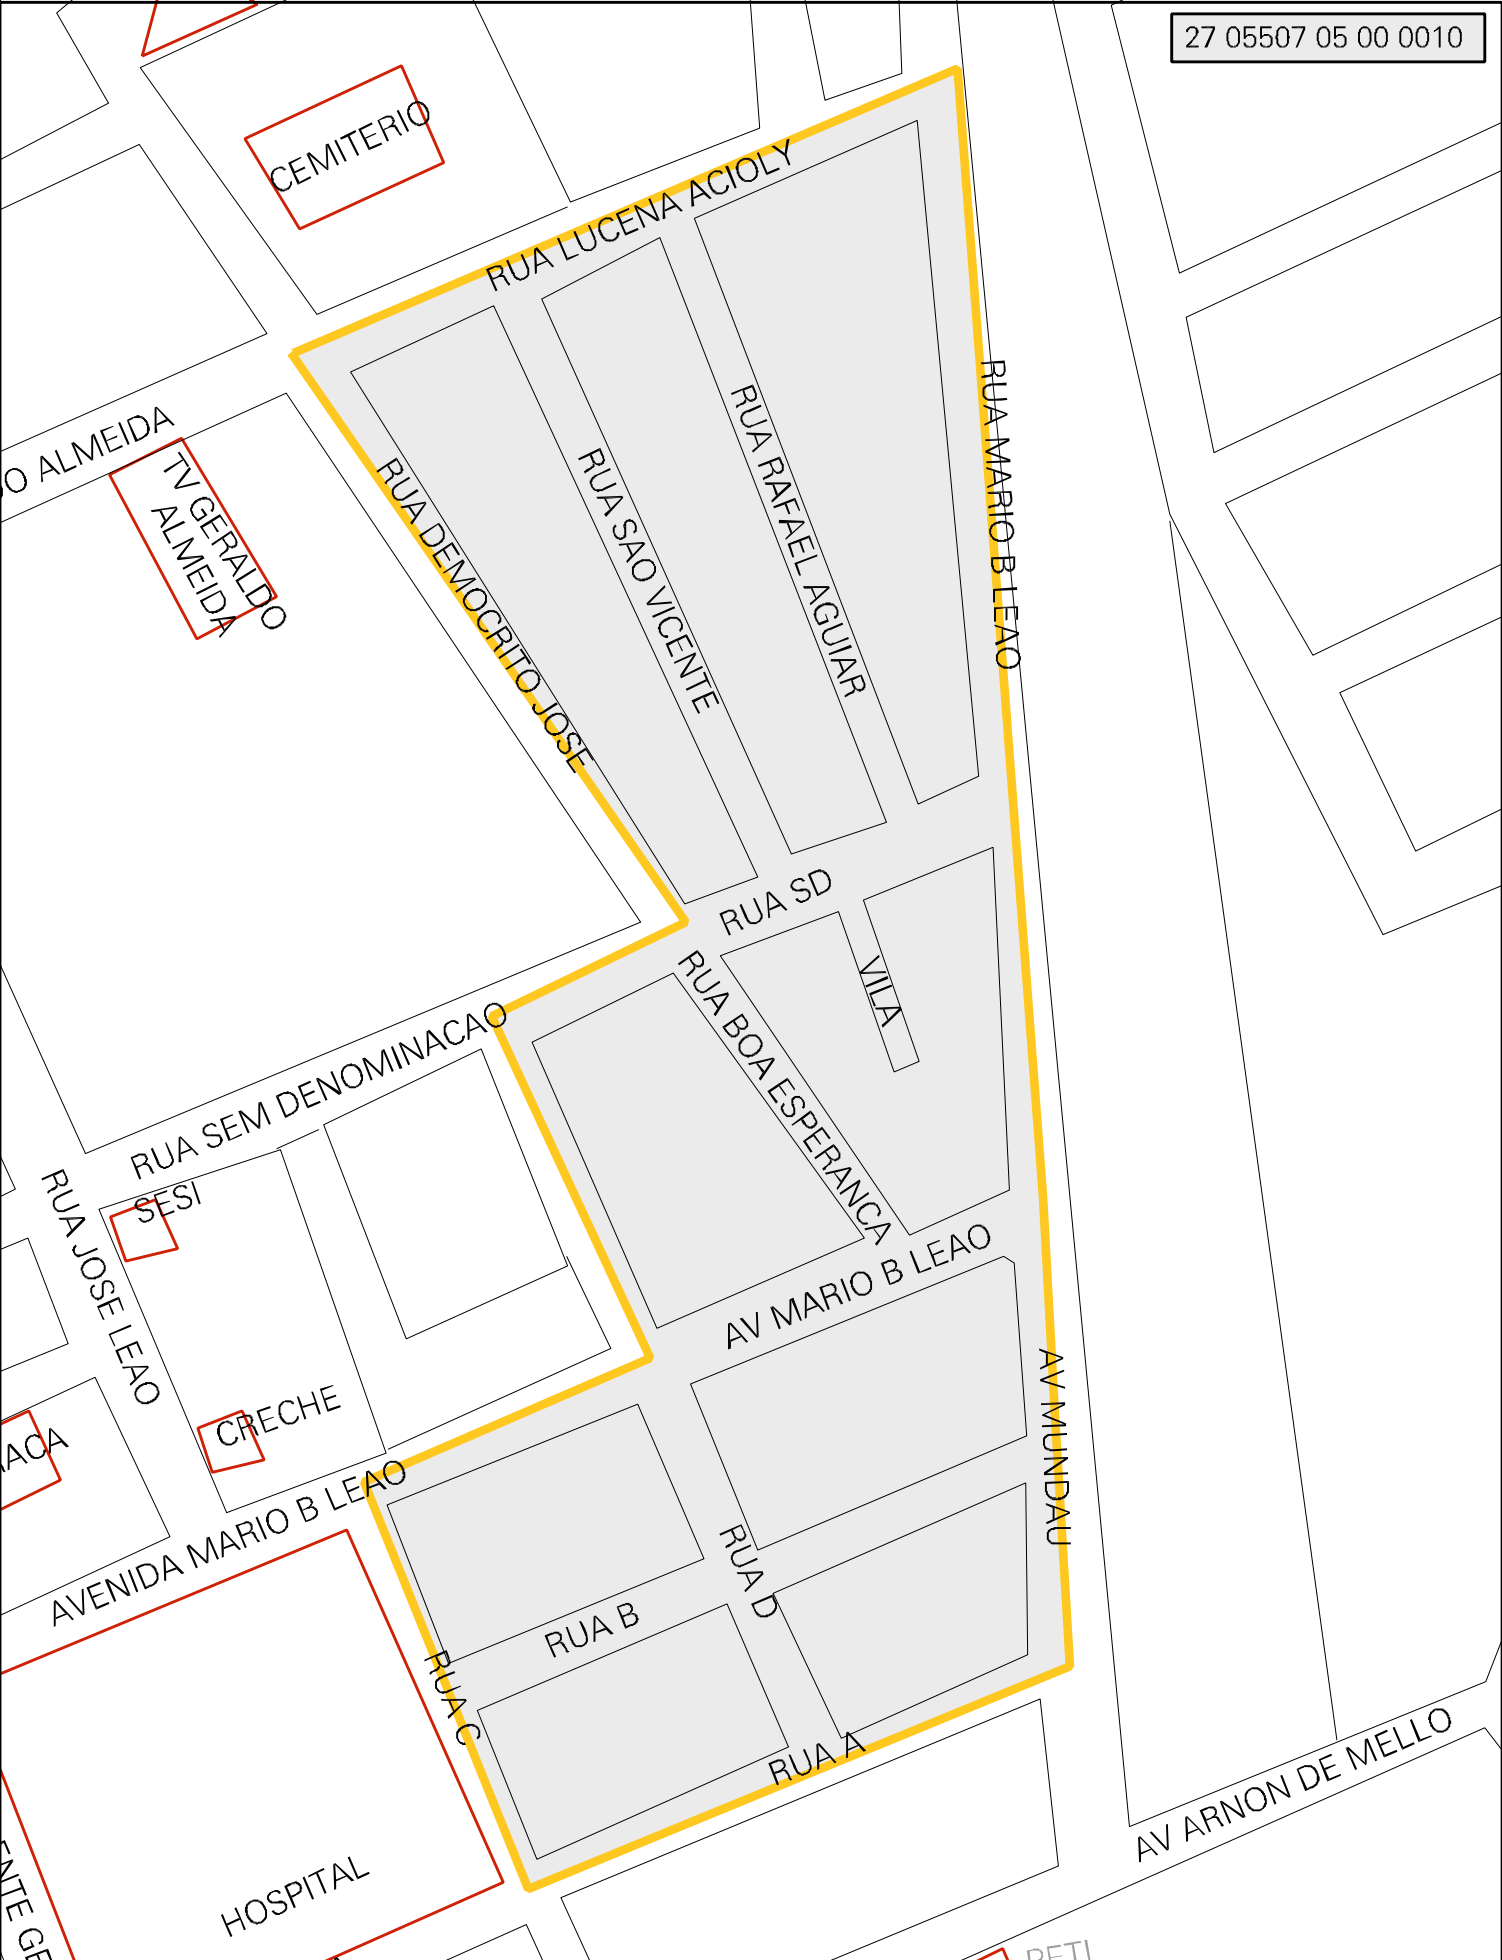 27 05507 05 00 0010
CEMITERIO
RUA LUCENA ACIOLY
ALMEIDA
TV GERALDO
ALMEIDA
RUA DEMOCRITO JOSE
RUA SAO VICENTE
RUA RAFAEL AGUIAR
RUA MARIO B LEAO
RUA SD
VILA
RUA BOA ESPERANCA
RUA SEM DENOMINACAO
SESI
RUA JOSE LEAO
AV MARIO B LEAO
CRECHE
AV MUNDAU
AVENIDA MARIO B LEAO
RUA D
RUA B
RUA C
RUA A
AV ARNON DE MELLO
HOSPITAL
PETI